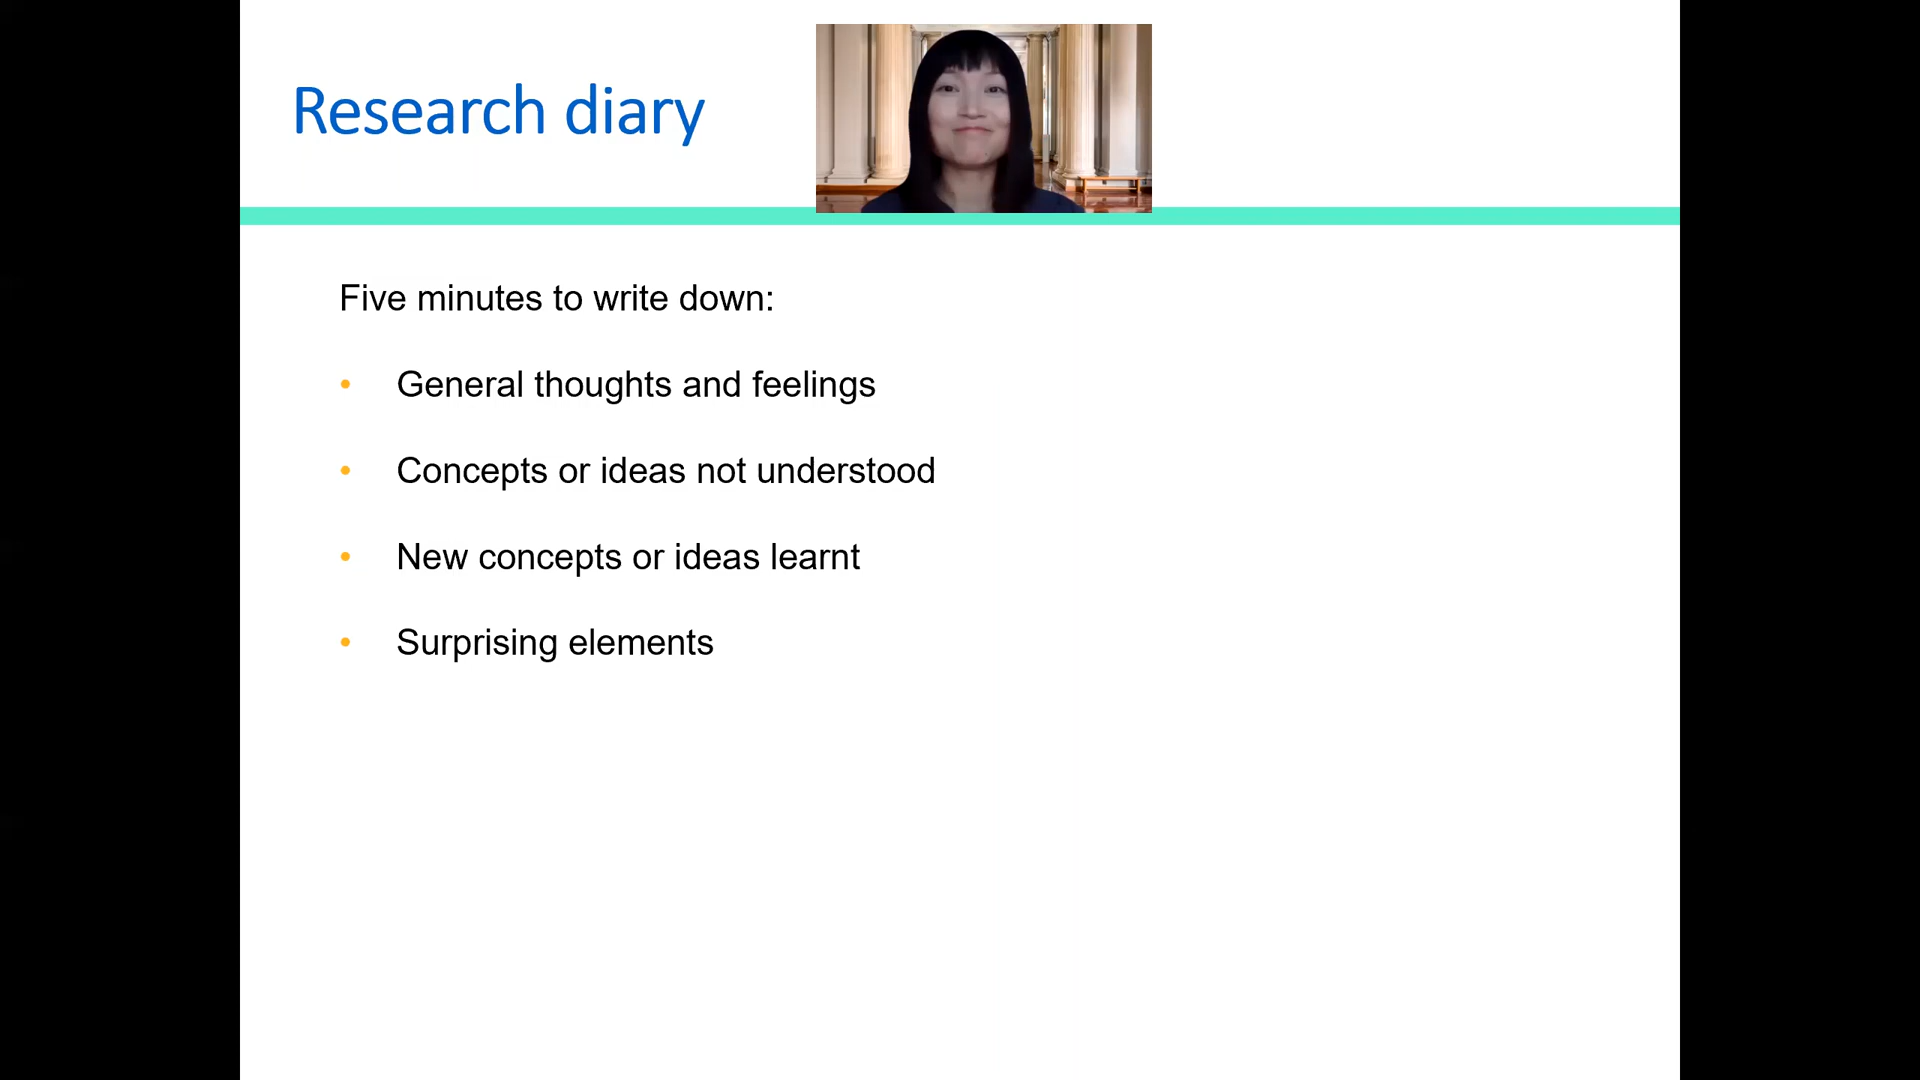 Research diary
Five minutes to write down:
• General thoughts and feelings
• Concepts or ideas not understood
• New concepts or ideas learnt
• Surprising elements